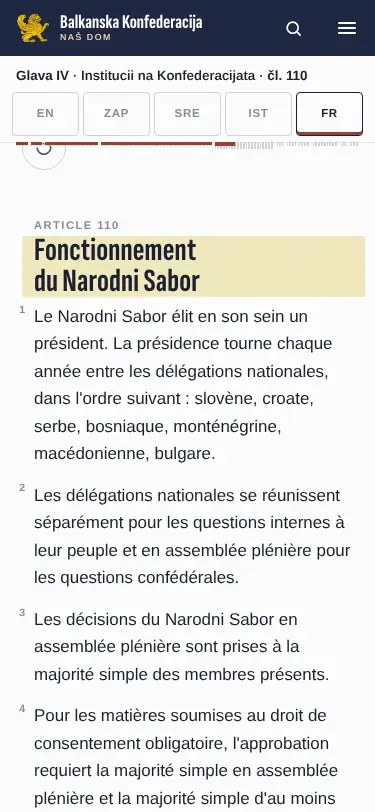 Balkanska Konfederacija
NAŠ DOM
Glava IV · Institucii na Konfederacijata · čl. 110
EN
ZAP
SRE
IST
FR
ARTICLE 110
Fonctionnement
du Narodni Sabor
1 Le Narodni Sabor élit en son sein un
président. La présidence tourne chaque
année entre les délégations nationales,
dans l'ordre suivant : slovène, croate,
serbe, bosniaque, monténégrine,
macédonienne, bulgare.
2 Les délégations nationales se réunissent
séparément pour les questions internes à
leur peuple et en assemblée plénière pour
les questions confédérales.
3 Les décisions du Narodni Sabor en
assemblée plénière sont prises à la
majorité simple des membres présents.
4 Pour les matières soumises au droit de
consentement obligatoire, l'approbation
requiert la majorité simple en assemblée
plénière et la majorité simple d'au moins